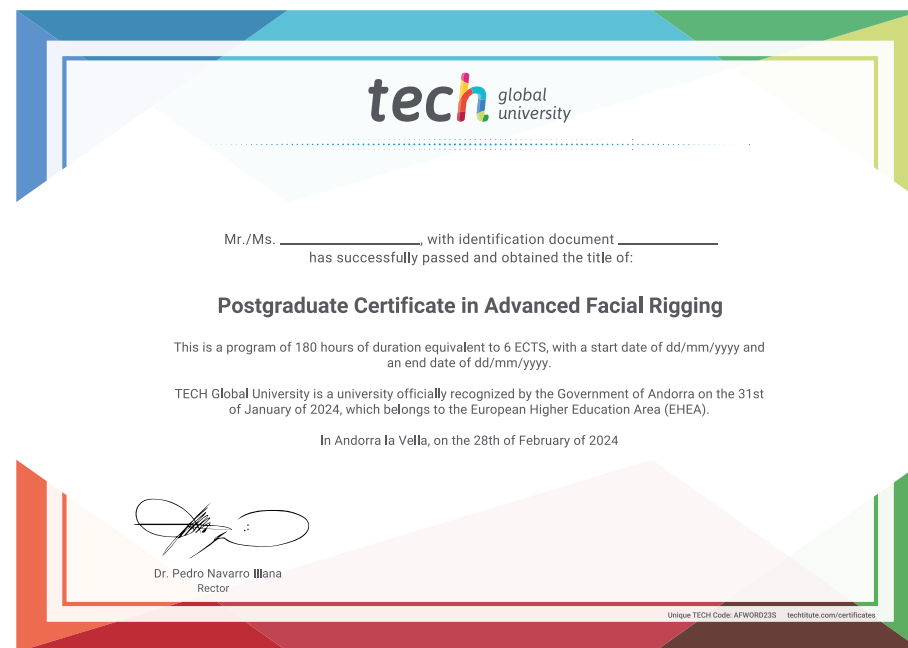 tech global
university
Mr./Ms. ____________, with identification document ____________
has successfully passed and obtained the title of:
Postgraduate Certificate in Advanced Facial Rigging
This is a program of 180 hours of duration equivalent to 6 ECTS, with a start date of dd/mm/yyyy and
an end date of dd/mm/yyyy.
TECH Global University is a university officially recognized by the Government of Andorra on the 31st
of January of 2024, which belongs to the European Higher Education Area (EHEA).
In Andorra la Vella, on the 28th of February of 2024
Dr. Pedro Navarro Illana
Rector
Unique TECH Code: AFWORD23S techtitute.com/certificates